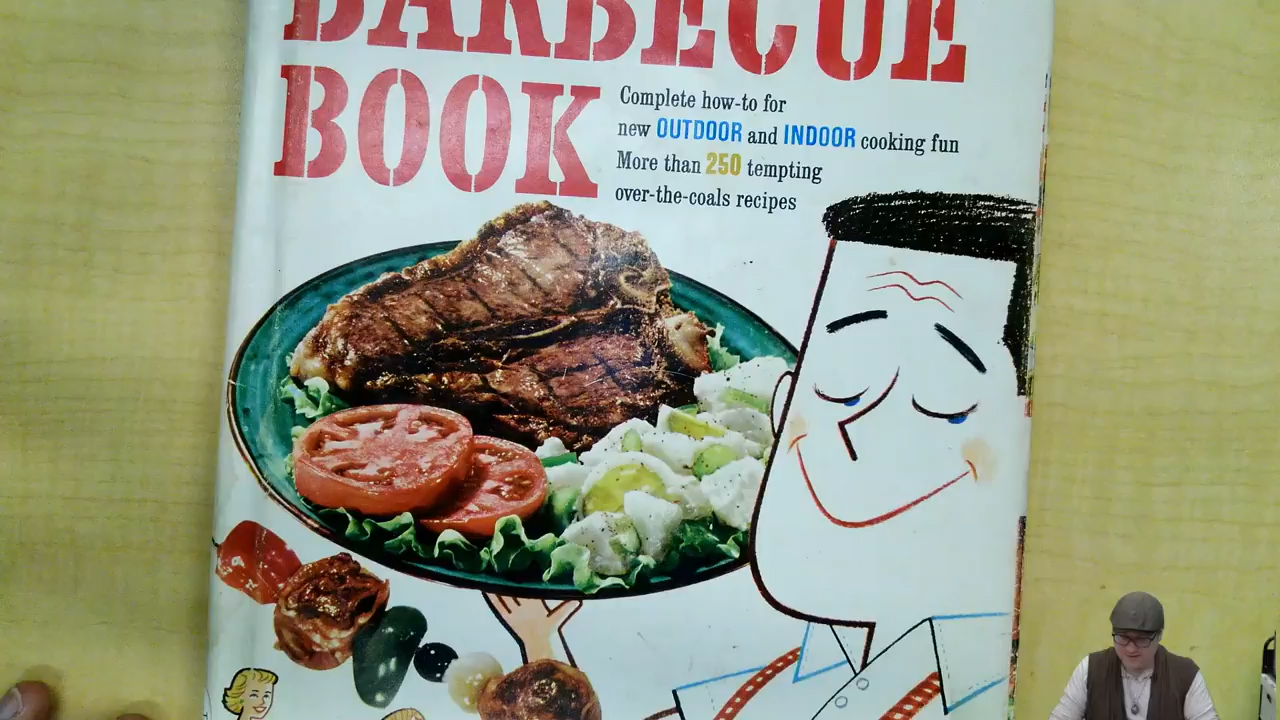 BARBECUE
BOOK
Complete how-to for
new OUTDOOR and INDOOR cooking fun
More than 250 tempting
over-the-coals recipes